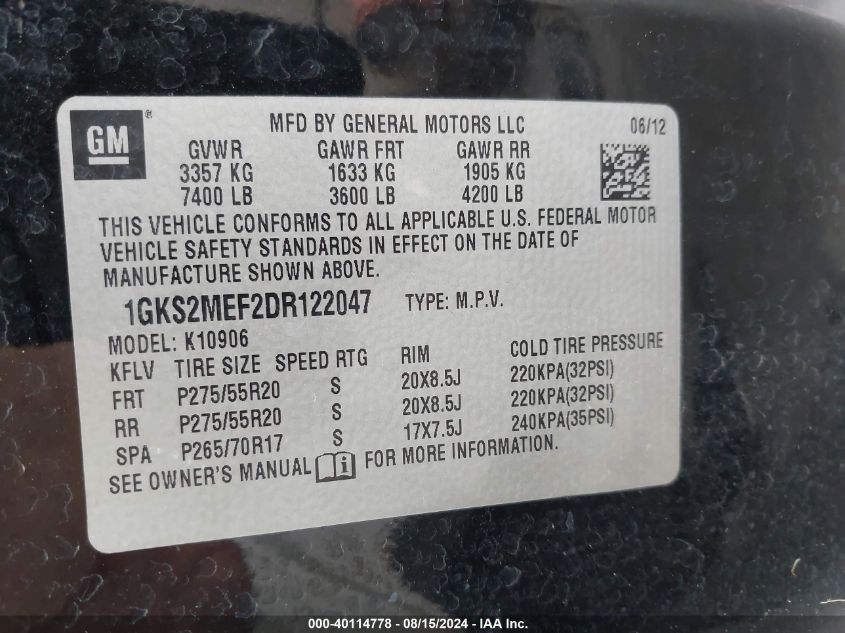 GM ®
MFD BY GENERAL MOTORS LLC 06/12
GVWR GAWR FRT GAWR RR
3357 KG 1633 KG 1905 KG
7400 LB 3600 LB 4200 LB
THIS VEHICLE CONFORMS TO ALL APPLICABLE U.S. FEDERAL MOTOR
VEHICLE SAFETY STANDARDS IN EFFECT ON THE DATE OF
MANUFACTURE SHOWN ABOVE.
1GKS2MEF2DR122047 TYPE: M.P.V.
MODEL: K10906
KFLV TIRE SIZE SPEED RTG RIM COLD TIRE PRESSURE
FRT P275/55R20 S 20X8.5J 220KPA(32PSI)
RR P275/55R20 S 20X8.5J 220KPA(32PSI)
SPA P265/70R17 S 17X7.5J 240KPA(35PSI)
SEE OWNER'S MANUAL i FOR MORE INFORMATION.
000-40114778 - 08/15/2024 - IAA Inc.